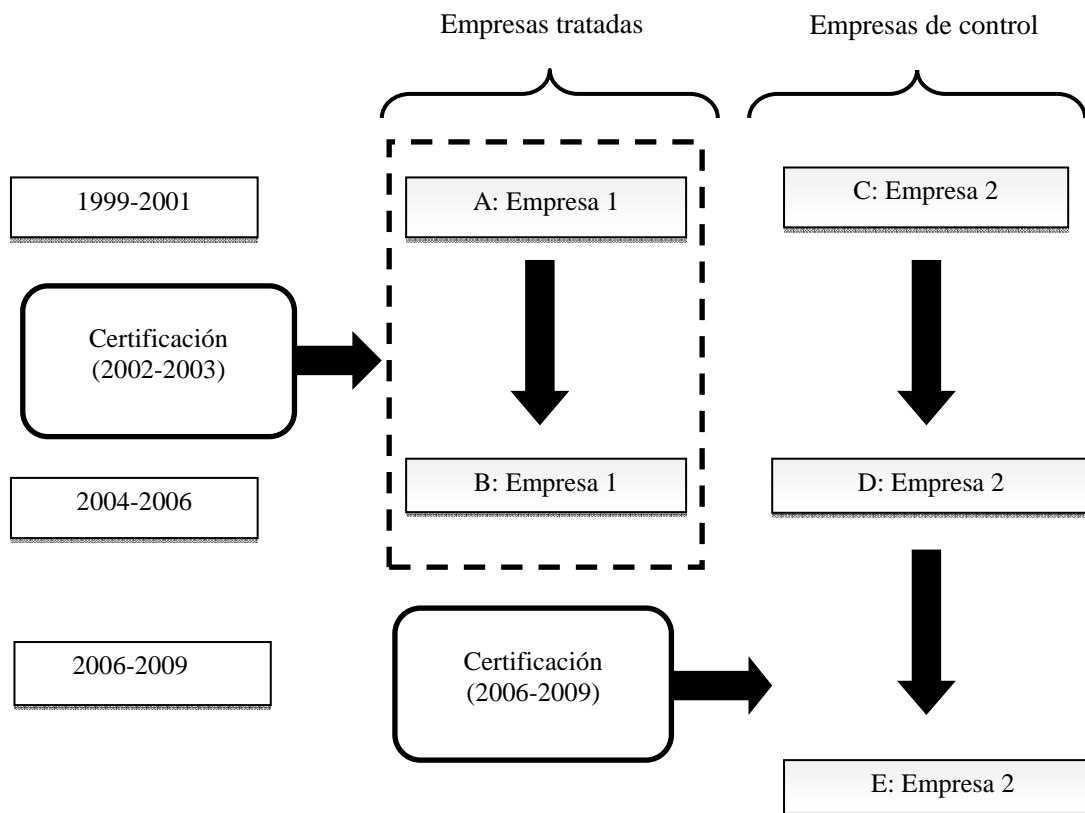 Empresas tratadas
Empresas de control
1999-2001
A: Empresa 1
C: Empresa 2
Certificación
(2002-2003)
2004-2006
B: Empresa 1
D: Empresa 2
2006-2009
Certificación
(2006-2009)
E: Empresa 2